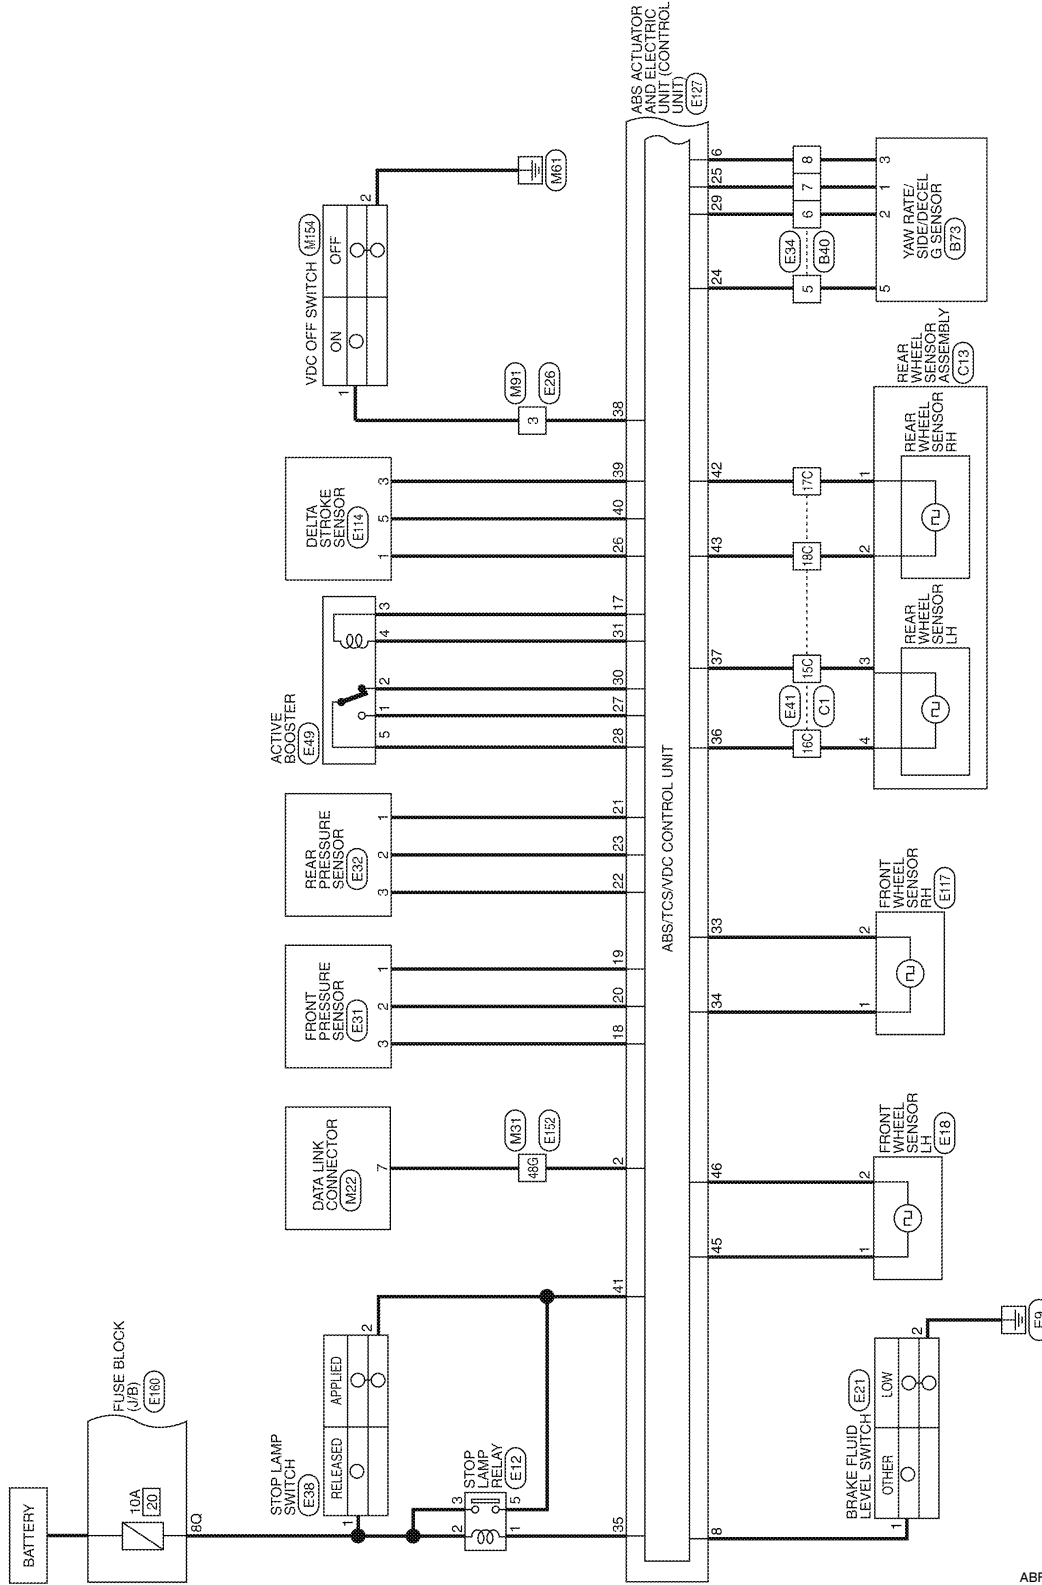 BATTERY
FUSE BLOCK
(J/B)
E160
10A
20
8Q
STOP LAMP
SWITCH
E38
RELEASED
APPLIED
1
2
STOP
LAMP
RELAY
E12
2
3
1
5
35
41
DATA LINK
CONNECTOR
M22
7
48G
M31
E152
2
FRONT
PRESSURE
SENSOR
E31
3
2
1
18
20
19
REAR
PRESSURE
SENSOR
E32
3
2
1
22
23
21
ACTIVE
BOOSTER
E49
5
1
2
4
3
28
27
30
31
17
DELTA
STROKE
SENSOR
E114
1
5
3
26
40
39
VDC OFF SWITCH
M154
ON
OFF
1
2
M61
3
M91
E26
38
ABS ACTUATOR
AND ELECTRIC
UNIT (CONTROL
UNIT)
E127
ABS/TCS/VDC CONTROL UNIT
8
BRAKE FLUID
LEVEL SWITCH
E21
OTHER
LOW
1
2
E9
45
46
1
2
FRONT
WHEEL
SENSOR
LH
E18
34
33
1
2
FRONT
WHEEL
SENSOR
RH
E117
36
37
43
42
16C
15C
18C
17C
E41
C1
4
3
2
1
REAR
WHEEL
SENSOR
LH
REAR
WHEEL
SENSOR
RH
REAR
WHEEL
SENSOR
ASSEMBLY
C13
24
29
25
6
5
6
7
8
E34
B40
5
2
1
3
YAW RATE/
SIDE/DECEL
G SENSOR
B73